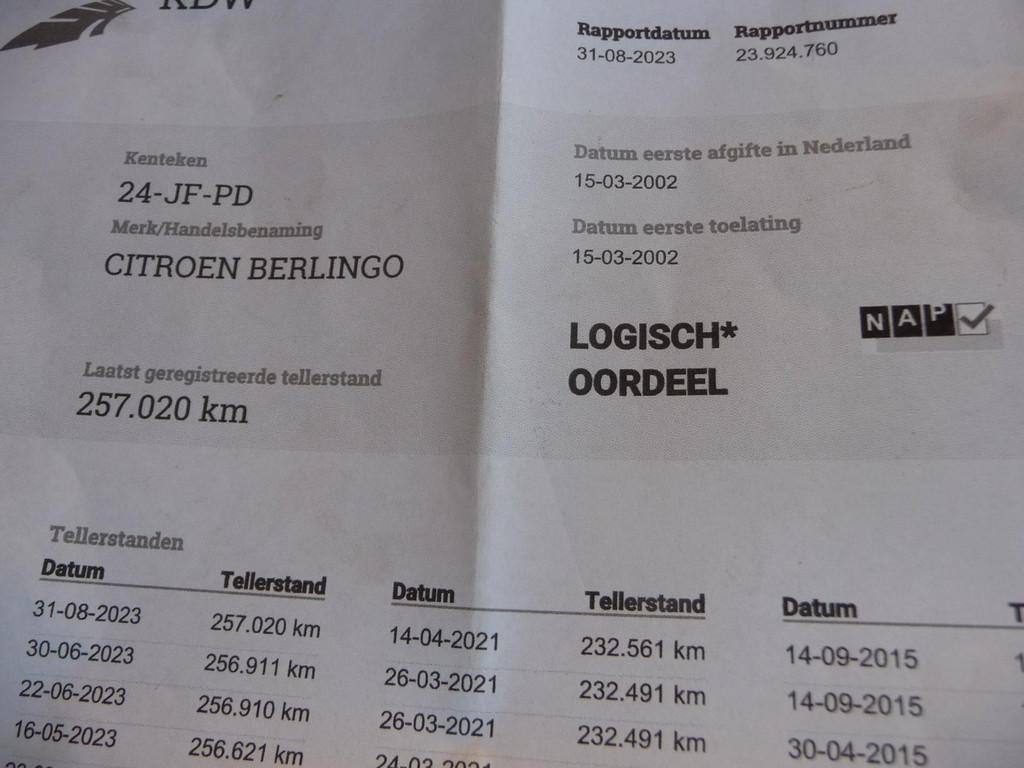 RDW
Rapportdatum Rapportnummer
31-08-2023 23.924.760
Kenteken
24-JF-PD
Merk/Handelsbenaming
CITROEN BERLINGO
Laatst geregistreerde tellerstand
257.020 km
Datum eerste afgifte in Nederland
15-03-2002
Datum eerste toelating
15-03-2002
LOGISCH*
OORDEEL
NAP
Tellerstanden
Datum Tellerstand Datum Tellerstand Datum
31-08-2023 257.020 km 14-04-2021 232.561 km 14-09-2015
30-06-2023 256.911 km 26-03-2021 232.491 km 14-09-2015
22-06-2023 256.910 km 26-03-2021 232.491 km 30-04-2015
16-05-2023 256.621 km